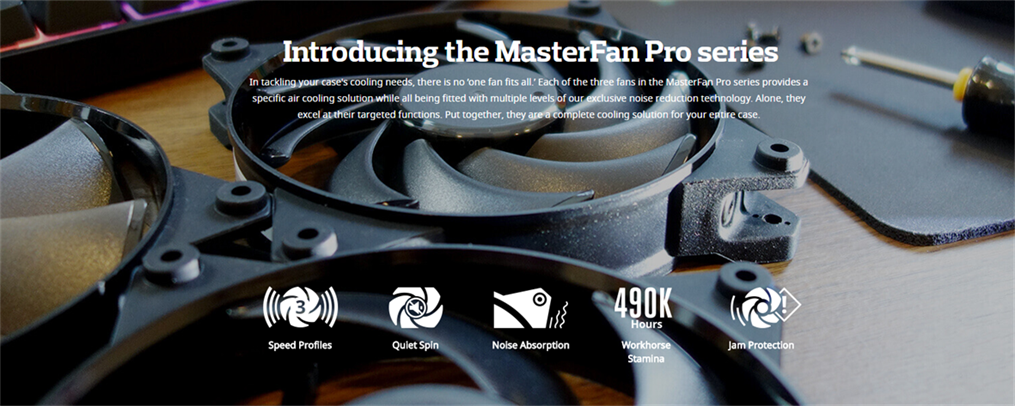 Introducing the MasterFan Pro series
In tackling your case's cooling needs, there is no 'one fan fits all.' Each of the three fans in the MasterFan Pro series provides a
specific air cooling solution while all being fitted with multiple levels of our exclusive noise reduction technology. Alone, they
excel at their targeted functions. Put together, they are a complete cooling solution for your entire case.
3
490K
Hours
!
Speed Profiles
Quiet Spin
Noise Absorption
Workhorse
Stamina
Jam Protection